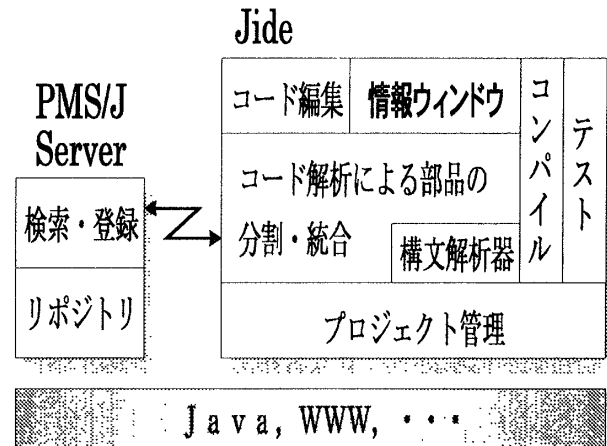 Jide
PMS/J
Server
検索・登録
リポジトリ
コード編集
情報ウィンドウ
コンパイル
テスト
コード解析による部品の
分割・統合
構文解析器
プロジェクト管理
Java, WWW, ・・・